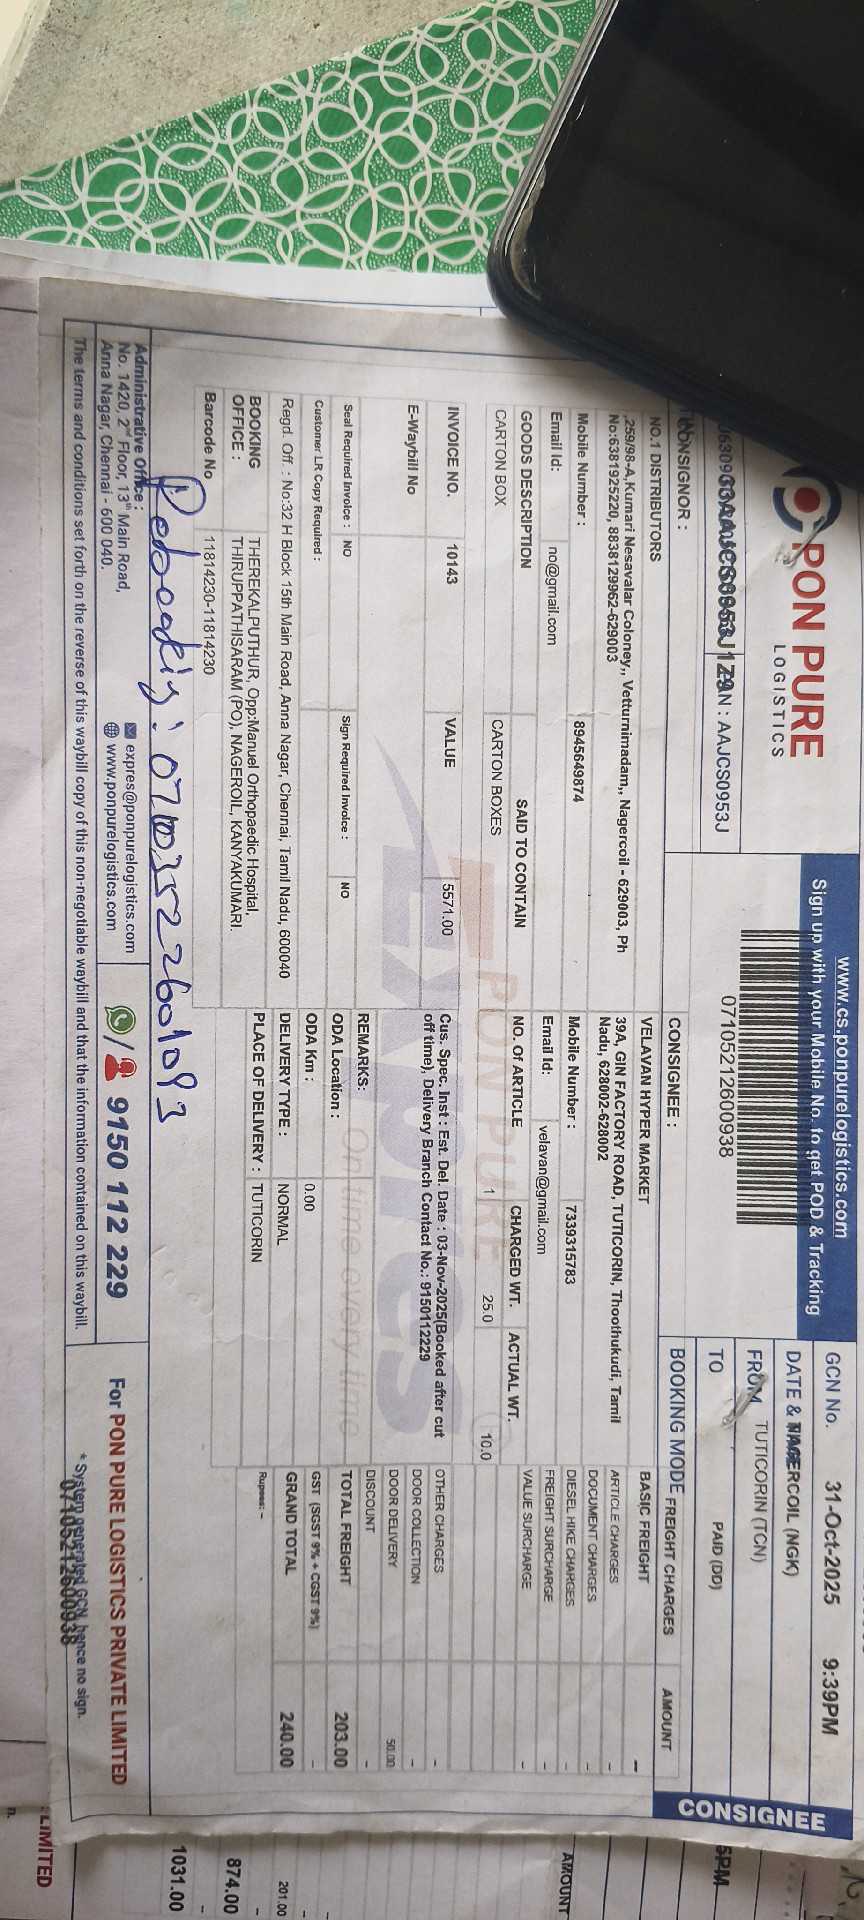 PON PURE
LOGISTICS
www.cs.ponpurelogistics.com
Sign up with your Mobile No. to get POD & Tracking
07105212600938
GCN No. 31-Oct-2025 9:39PM
DATE & NAGERCOIL (NGK)
FROM TUTICORIN (TCN)
TO PAID (DD)
PAN : AAJCS0953J
CONSIGNOR :
NO.1 DISTRIBUTORS
,259/98-A,Kumari Nesavalar Coloney,, Vetturnimadam,, Nagercoil - 629003, Ph
No:6381925220, 8838129962-629003
Mobile Number : 8945649874
Email Id: no@gmail.com
CONSIGNEE :
VELAVAN HYPER MARKET
39A, GIN FACTORY ROAD, TUTICORIN, Thoothukudi, Tamil
Nadu, 628002-628002
Mobile Number : 7339315783
Email Id: velavan@gmail.com
GOODS DESCRIPTION SAID TO CONTAIN NO. Of ARTICLE CHARGED WT. ACTUAL WT.
CARTON BOX CARTON BOXES 1 25.0 10.0
INVOICE NO. 10143 VALUE 5571.00
E-Waybill No
Cus. Spec. Inst : Est. Del. Date : 03-Nov-2025(Booked after cut
off time), Delivery Branch Contact No.: 9150112229
Seal Required Invoice : NO Sign Required Invoice : NO
Customer LR Copy Required :
REMARKS:
ODA Location :
ODA Km : 0.00
DELIVERY TYPE : NORMAL
PLACE OF DELIVERY : TUTICORIN
Regd. Off. : No:32 H Block 15th Main Road, Anna Nagar, Chennai, Tamil Nadu, 600040
BOOKING
OFFICE :
THEREKALPUTHUR, Opp:Manuel Orthopaedic Hospital,
THIRUPPATHISARAM (PO), NAGEROIL, KANYAKUMARI.
Barcode No 11814230-11814230
BOOKING MODE FREIGHT CHARGES AMOUNT
BASIC FREIGHT -
ARTICLE CHARGES -
DOCUMENT CHARGES -
DIESEL HIKE CHARGES -
FREIGHT SURCHARGE -
VALUE SURCHARGE -
OTHER CHARGES -
DOOR COLLECTION -
DOOR DELIVERY 50.00
DISCOUNT -
TOTAL FREIGHT 203.00
GST (SGST 9% + CGST 9%) -
GRAND TOTAL 240.00
Rupees: -
CONSIGNEE
PON PURE
EXPRES
On time every time
Administrative Office :
No. 1420, 2nd Floor, 13th Main Road,
Anna Nagar, Chennai - 600 040.
expres@ponpurelogistics.com
www.ponpurelogistics.com
9150 112 229
For PON PURE LOGISTICS PRIVATE LIMITED
* System generated GCN, hence no sign.
07105212600938
The terms and conditions set forth on the reverse of this waybill copy of this non-negotiable waybill and that the information contained on this waybill.
AMOUNT
201.00
874.00
1031.00
LIMITED